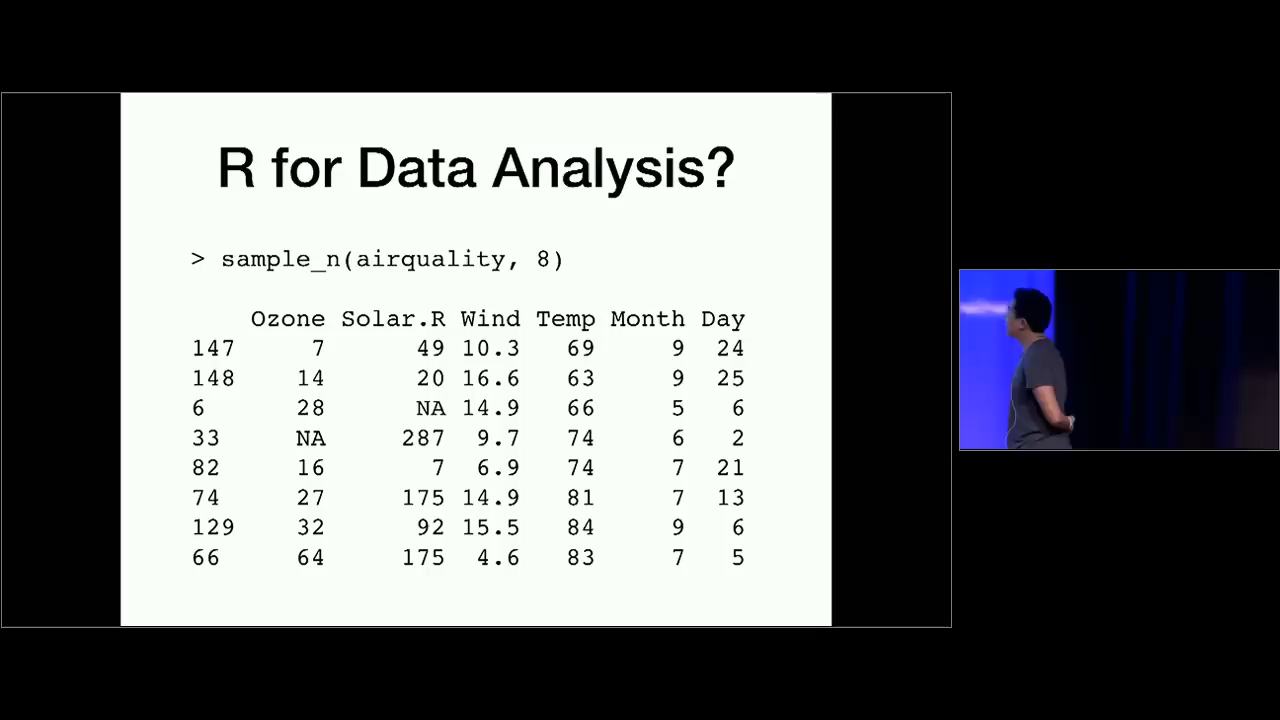 R for Data Analysis?
> sample_n(airquality, 8)
Ozone Solar.R Wind Temp Month Day
147 7 49 10.3 69 9 24
148 14 20 16.6 63 9 25
6 28 NA 14.9 66 5 6
33 NA 287 9.7 74 6 2
82 16 7 6.9 74 7 21
74 27 175 14.9 81 7 13
129 32 92 15.5 84 9 6
66 64 175 4.6 83 7 5